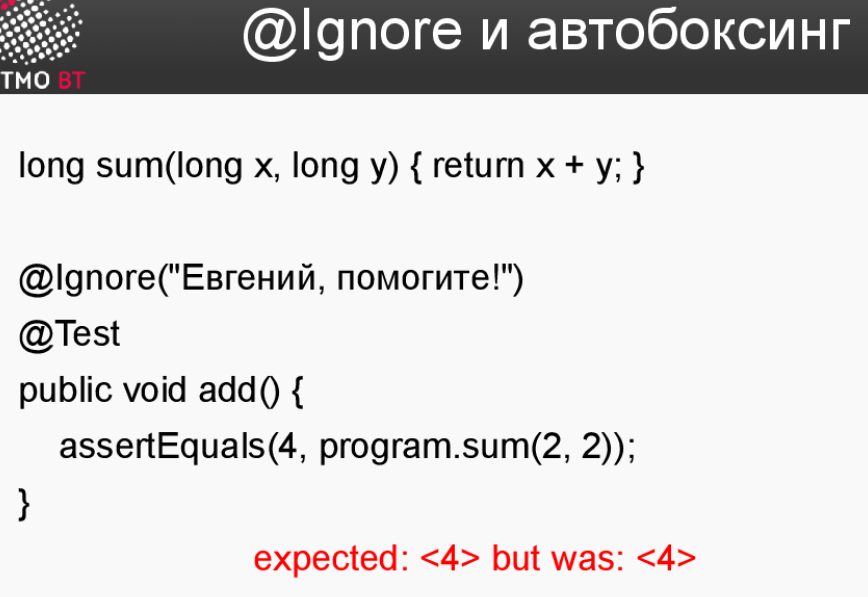 @Ignore и автобоксинг
ТМО ВТ
long sum(long x, long y) { return x + y; }
@Ignore("Евгений, помогите!")
@Test
public void add() {
assertEquals(4, program.sum(2, 2));
}
expected: <4> but was: <4>